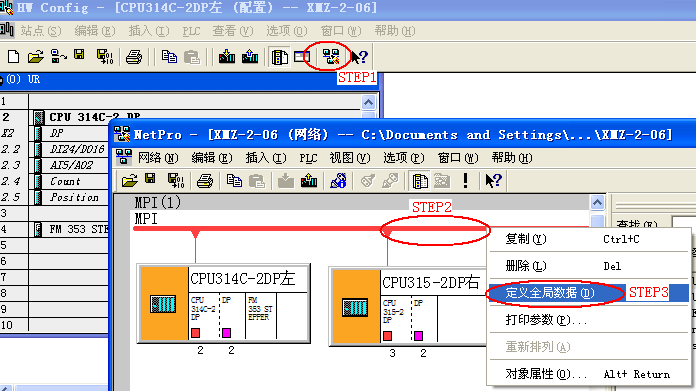 HW Config - [CPU314C-2DP左 (配置) -- XMZ-2-06]
站点(S) 编辑(E) 插入(I) PLC 查看(V) 选项(O) 窗口(W) 帮助(H)
STEP1
(0) UR
1
2 CPU 314C-2 DP
X2 DP
2.2 DI24/DO16
2.3 AI5/AO2
2.4 Count
2.5 Position
3
4 FM 353 STE
5
6
7
8
9
10
NetPro - [XMZ-2-06 (网络) -- C:\Documents and Settings\...\XMZ-2-06]
网络(N) 编辑(E) 插入(I) PLC 视图(V) 选项(P) 窗口(W) 帮助(H)
MPI(1)
MPI
STEP2
查找(F)
CPU314C-2DP左
CPU 314C-2 DP
DP
FM 353 ST EPPER
2 2
CPU315-2DP右
CPU 315-2 DP
DP
3 2
复制(Y) Ctrl+C
删除(L) Del
定义全局数据(D) STEP3
打印参数(P)...
重新排列(A)
对象属性(O)... Alt+ Return